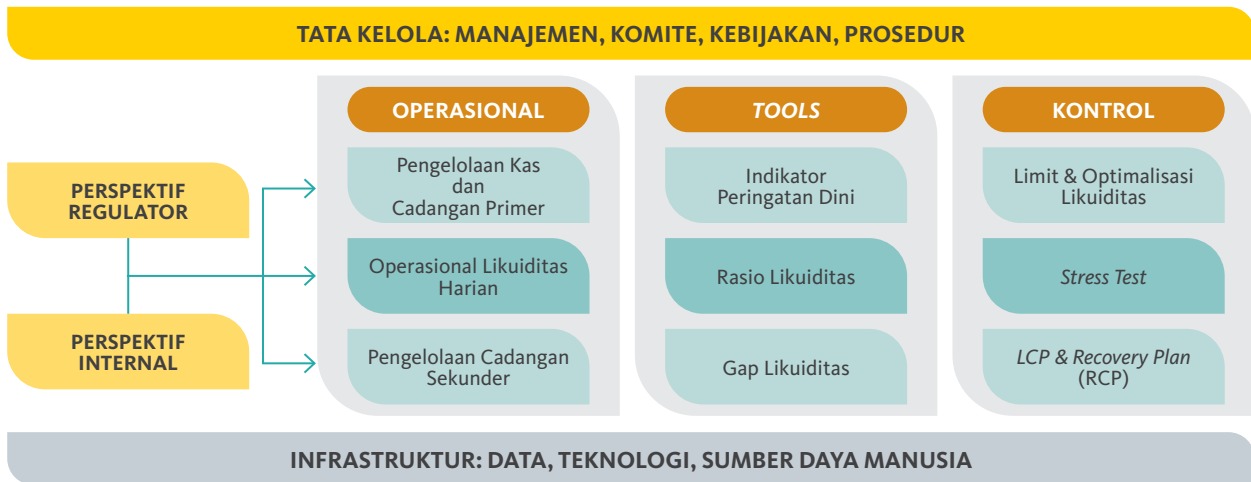 TATA KELOLA: MANAJEMEN, KOMITE, KEBIJAKAN, PROSEDUR
PERSPEKTIF
REGULATOR
PERSPEKTIF
INTERNAL
OPERASIONAL
Pengelolaan Kas
dan
Cadangan Primer
Operasional Likuiditas
Harian
Pengelolaan Cadangan
Sekunder
TOOLS
Indikator
Peringatan Dini
Rasio Likuiditas
Gap Likuiditas
KONTROL
Limit & Optimalisasi
Likuiditas
Stress Test
LCP & Recovery Plan
(RCP)
INFRASTRUKTUR: DATA, TEKNOLOGI, SUMBER DAYA MANUSIA